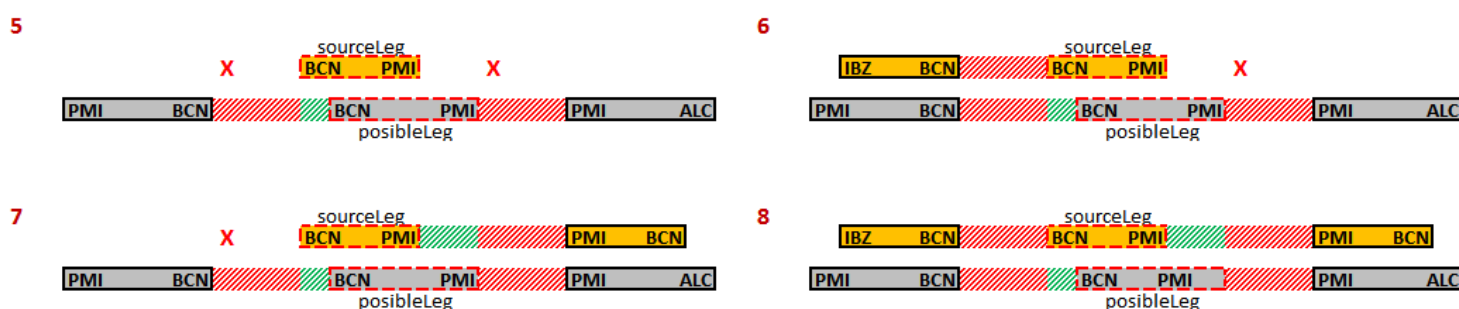 5
sourceLeg
X BCN PMI X
PMI BCN BCN PMI PMI ALC
posibleLeg
6
sourceLeg
IBZ BCN BCN PMI X
PMI BCN BCN PMI PMI ALC
posibleLeg
7
sourceLeg
X BCN PMI PMI BCN
PMI BCN BCN PMI PMI ALC
posibleLeg
8
sourceLeg
IBZ BCN BCN PMI PMI BCN
PMI BCN BCN PMI PMI ALC
posibleLeg